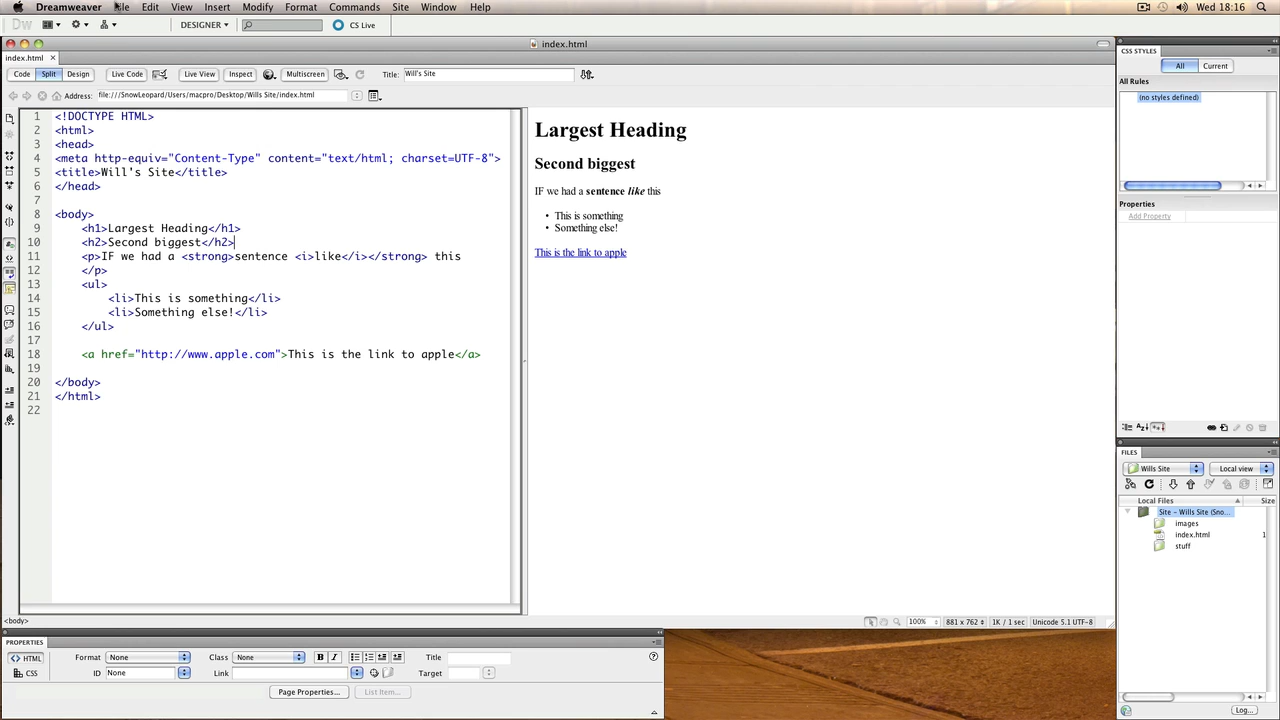 Dreamweaver File Edit View Insert Modify Format Commands Site Window Help Wed 18:16
Dw DESIGNER CS Live
index.html
index.html
Code Split Design Live Code Live View Inspect Multiscreen Title: Will's Site
Address: file:///SnowLeopard/Users/macpro/Desktop/Wills Site/index.html
1 <!DOCTYPE HTML>
2 <html>
3 <head>
4 <meta http-equiv="Content-Type" content="text/html; charset=UTF-8">
5 <title>Will's Site</title>
6 </head>
7
8 <body>
9 <h1>Largest Heading</h1>
10 <h2>Second biggest</h2>
11 <p>IF we had a <strong>sentence <i>like</i></strong> this
12 </p>
13 <ul>
14 <li>This is something</li>
15 <li>Something else!</li>
16 </ul>
17
18 <a href="http://www.apple.com">This is the link to apple</a>
19
20 </body>
21 </html>
22
Largest Heading
Second biggest
IF we had a sentence like this
• This is something
• Something else!
This is the link to apple
<body>
100% 881 x 762 1K / 1 sec Unicode 5.1 UTF-8
CSS STYLES
All Current
All Rules
(no styles defined)
Properties
Add Property
FILES
Wills Site Local view
Local Files Size
Site - Wills Site (Sno...
images
index.html 1
stuff
Log...
PROPERTIES
HTML Format None Class None B I Title
CSS ID None Link Target
Page Properties... List Item...